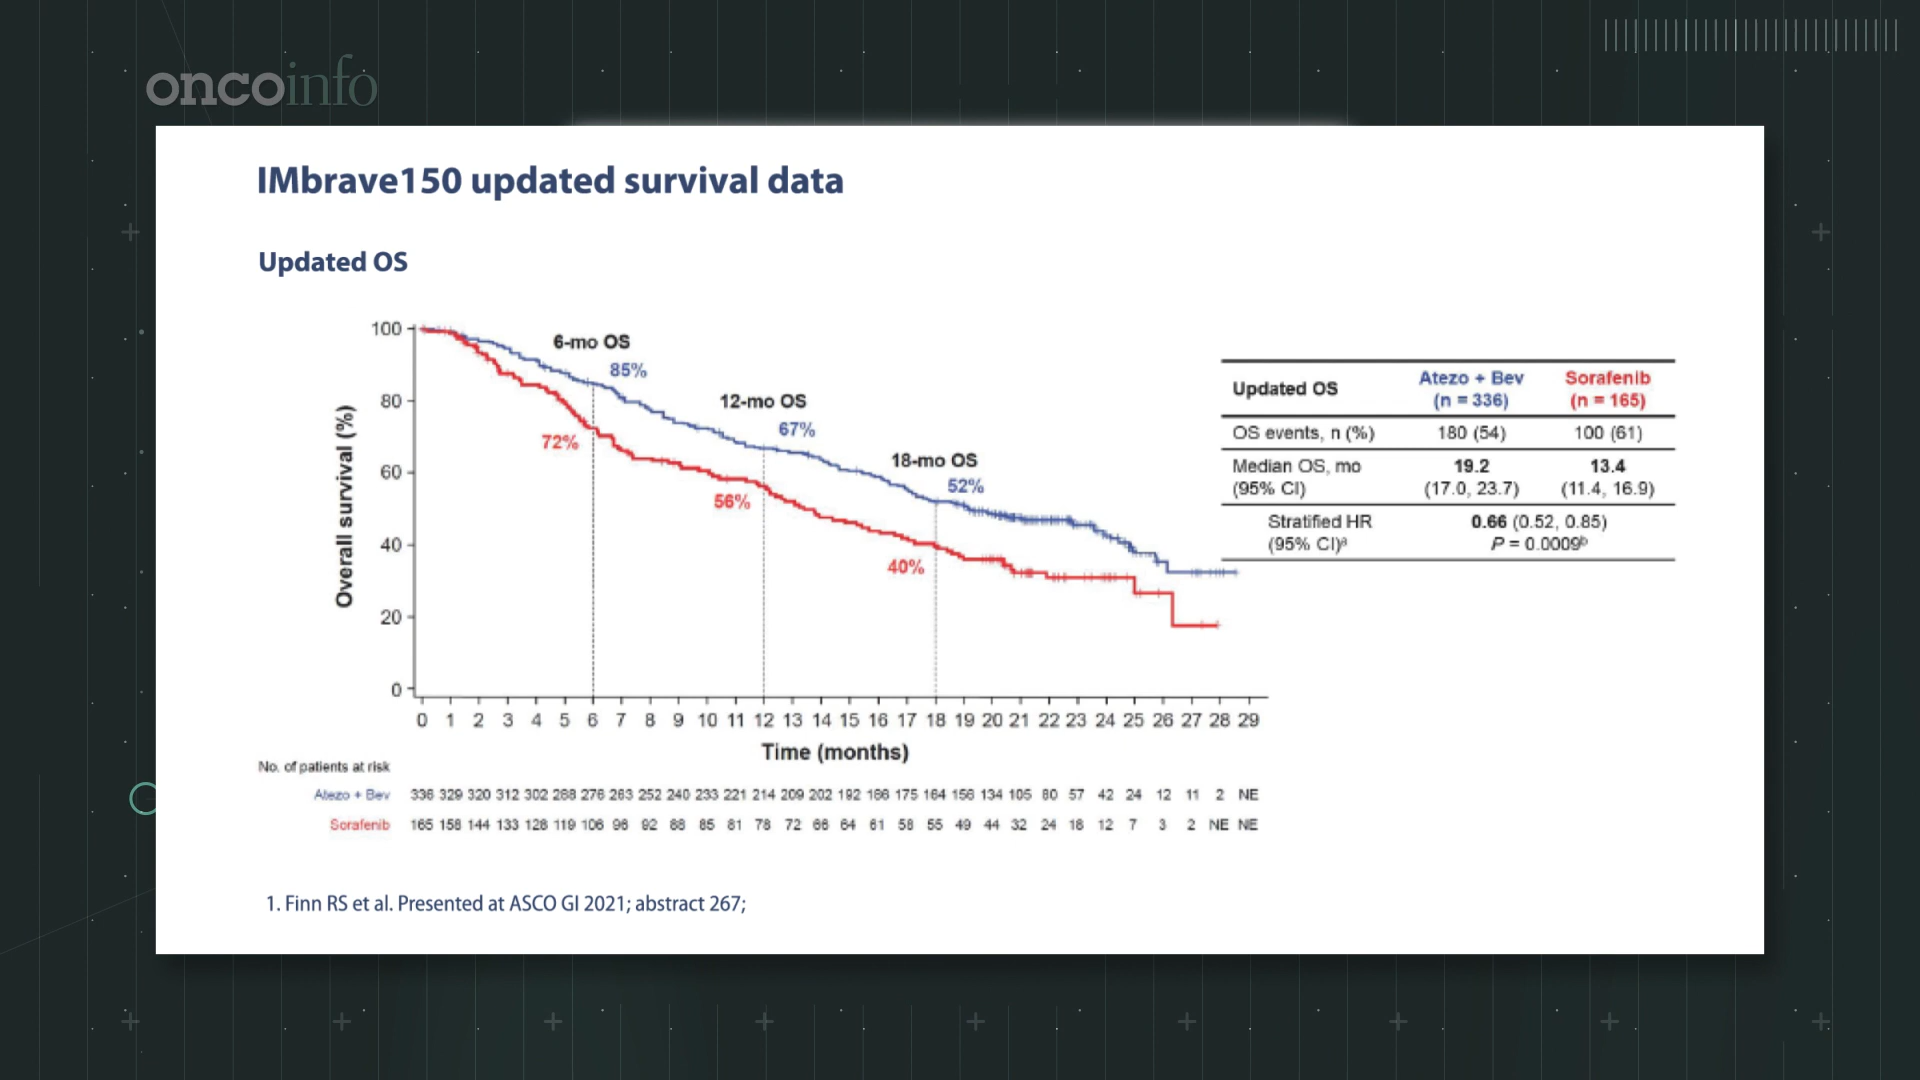 oncoinfo
IMbrave150 updated survival data
Updated OS
Overall survival (%)
100
80
60
40
20
0
6-mo OS
85%
72%
12-mo OS
67%
56%
18-mo OS
52%
40%
0 1 2 3 4 5 6 7 8 9 10 11 12 13 14 15 16 17 18 19 20 21 22 23 24 25 26 27 28 29
Time (months)
No. of patients at risk
Atezo + Bev 336 329 320 312 302 288 276 263 252 240 233 221 214 209 202 192 186 175 164 156 134 105 80 57 42 24 12 11 2 NE
Sorafenib 165 158 144 133 128 119 106 96 92 88 85 81 78 72 66 64 61 58 55 49 44 32 24 18 12 7 3 2 NE NE
Updated OS Atezo + Bev (n = 336) Sorafenib (n = 165)
OS events, n (%) 180 (54) 100 (61)
Median OS, mo 19.2 13.4
(95% CI) (17.0, 23.7) (11.4, 16.9)
Stratified HR 0.66 (0.52, 0.85)
(95% CI)ᵃ P = 0.0009ᵇ
1. Finn RS et al. Presented at ASCO GI 2021; abstract 267;